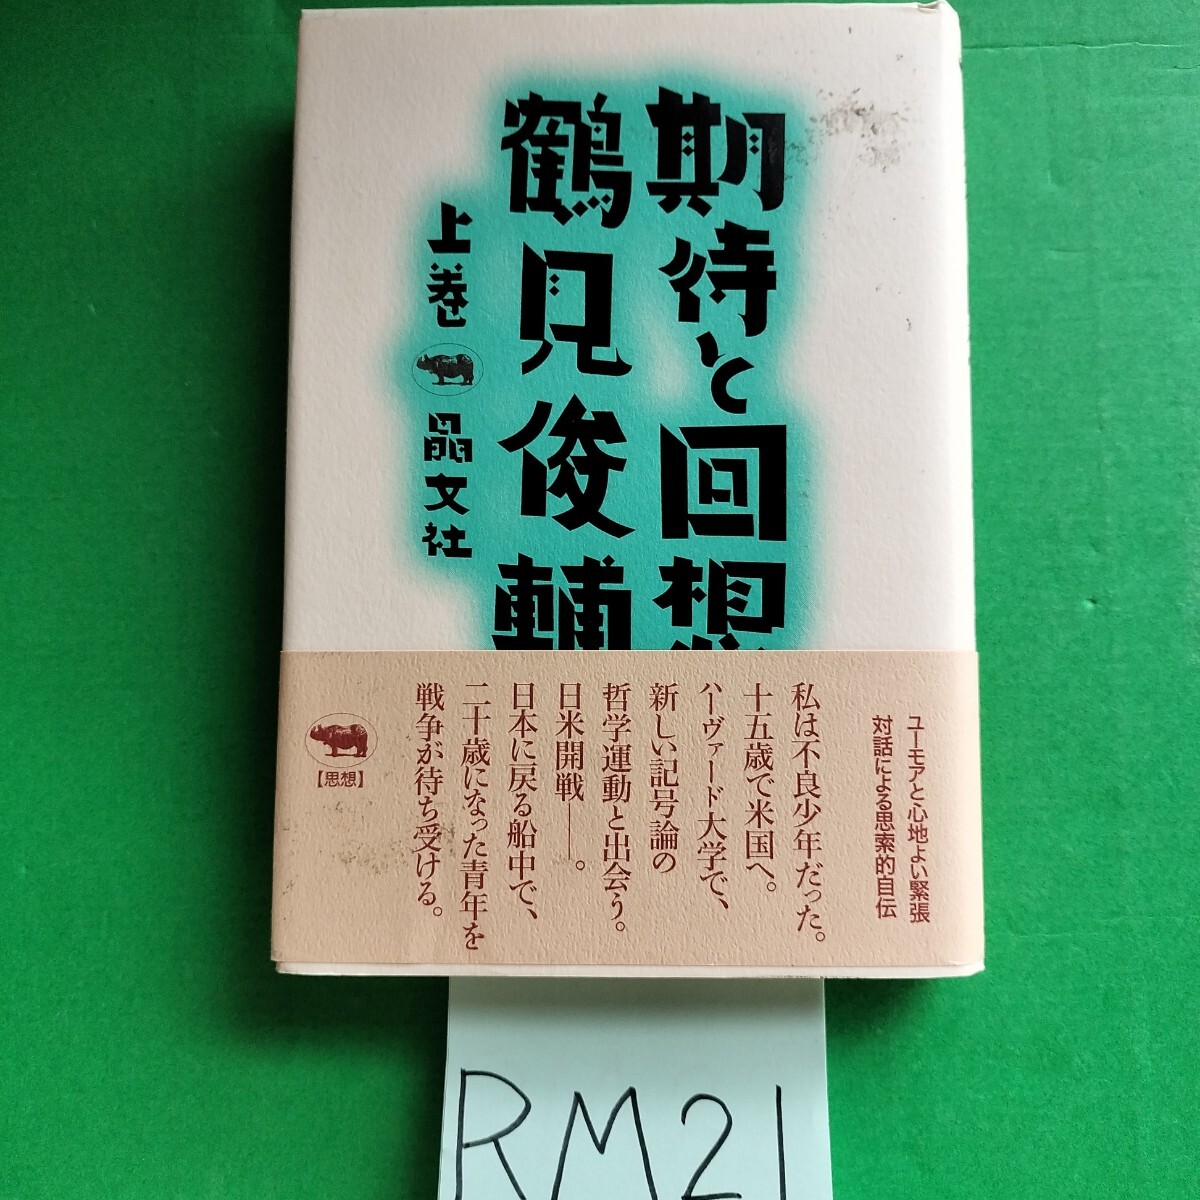 期待と回想
鶴見俊輔
上巻
晶文社
ユーモアと心地よい緊張
対話による思索的自伝
私は不良少年だった。
十五歳で米国へ。
ハーヴァード大学で、
新しい記号論の
哲学運動と出会う。
日米開戦──。
日本に戻る船中で、
二十歳になった青年を
戦争が待ち受ける。
【思想】
RM21